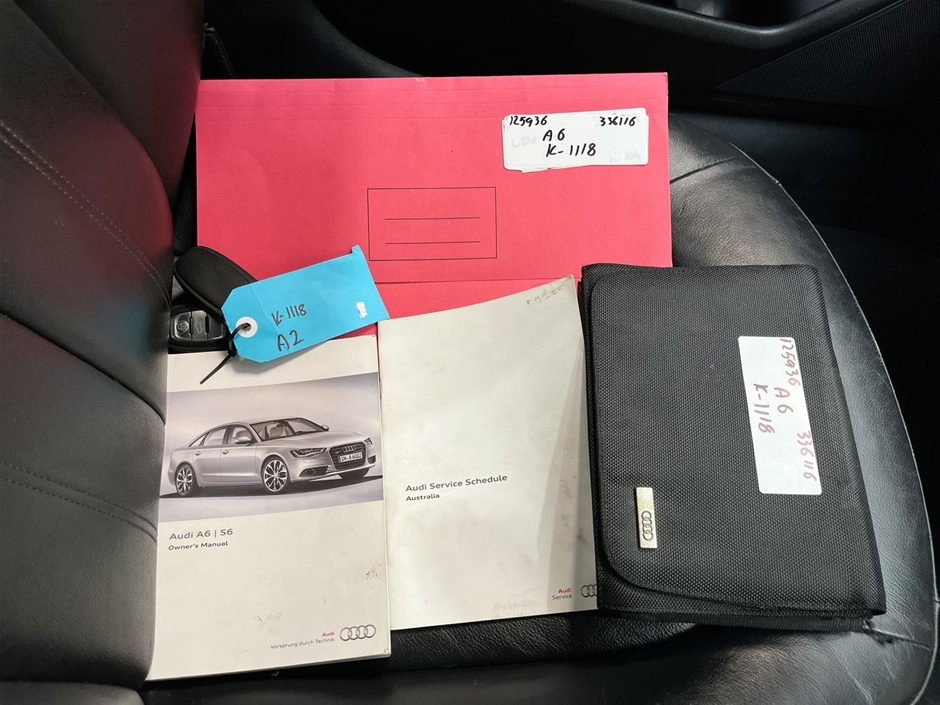 125936 336116
A6
K-1118
K-1118
A2
Audi A6 | S6
Owner's Manual
Audi
Vorsprung durch Technik
Audi Service Schedule
Australia
Audi
Service
125936 336116
A6
K-1118